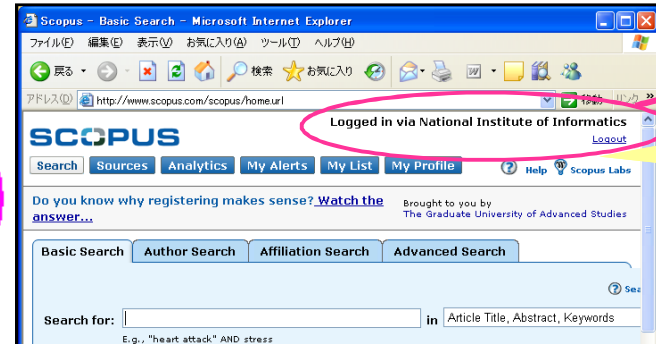 Scopus - Basic Search - Microsoft Internet Explorer
ファイル(F) 編集(E) 表示(V) お気に入り(A) ツール(T) ヘルプ(H)
戻る 検索 お気に入り
アドレス(D) http://www.scopus.com/scopus/home.url 移動 リンク »
Logged in via National Institute of Informatics
Logout
SCOPUS
Search Sources Analytics My Alerts My List My Profile Help Scopus Labs
Do you know why registering makes sense? Watch the answer...
Brought to you by
The Graduate University of Advanced Studies
Basic Search Author Search Affiliation Search Advanced Search
Search for: in Article Title, Abstract, Keywords
E.g., "heart attack" AND stress